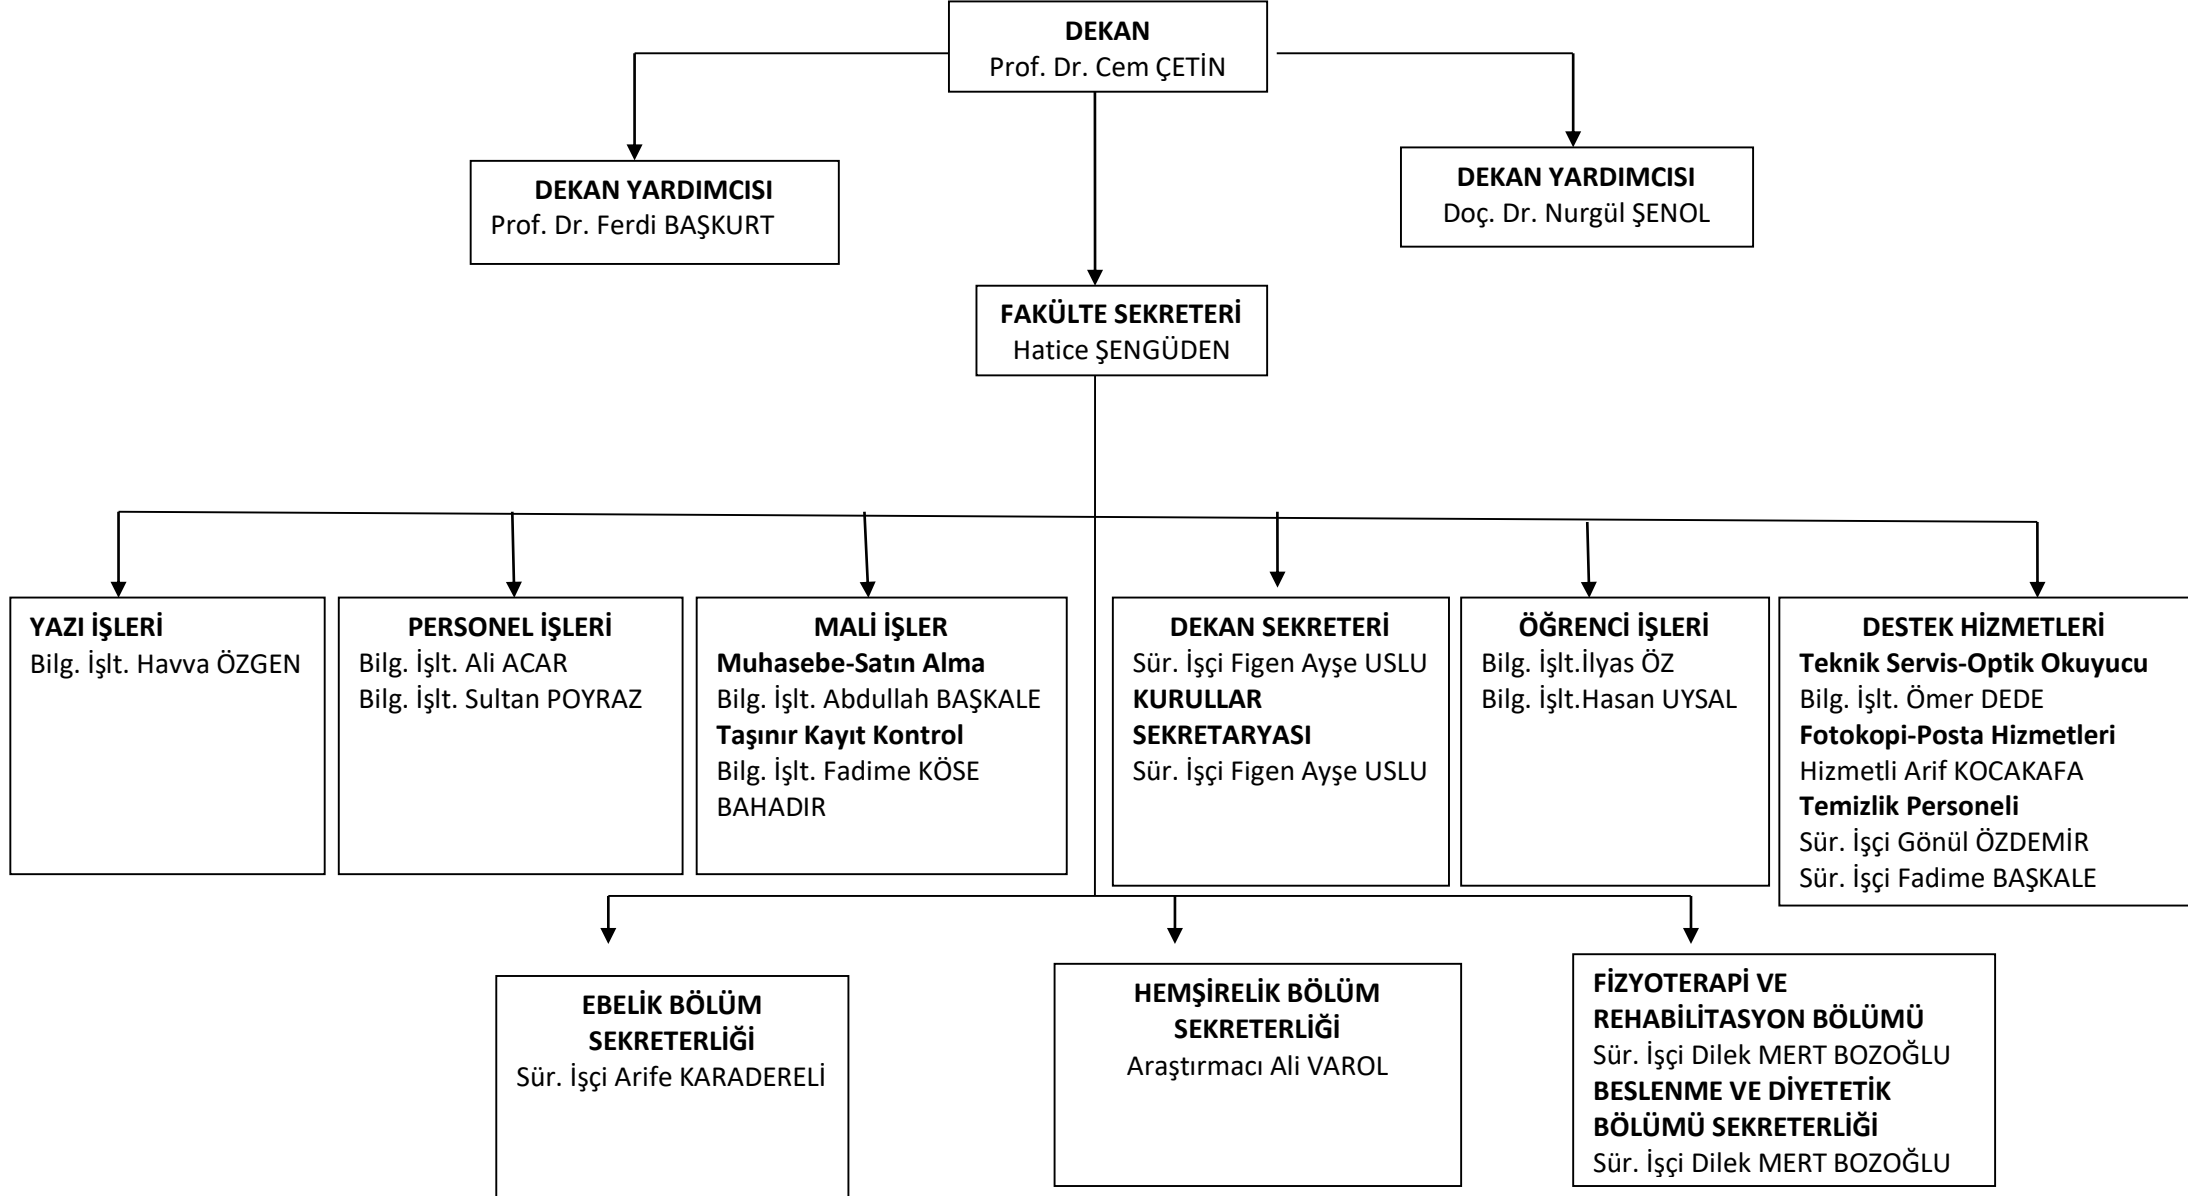 DEKAN
Prof. Dr. Cem ÇETİN
DEKAN YARDIMCISI
Prof. Dr. Ferdi BAŞKURT
DEKAN YARDIMCISI
Doç. Dr. Nurgül ŞENOL
FAKÜLTE SEKRETERİ
Hatice ŞENGÜDEN
YAZI İŞLERİ
Bilg. İşlt. Havva ÖZGEN
PERSONEL İŞLERİ
Bilg. İşlt. Ali ACAR
Bilg. İşlt. Sultan POYRAZ
MALİ İŞLER
Muhasebe-Satın Alma
Bilg. İşlt. Abdullah BAŞKALE
Taşınır Kayıt Kontrol
Bilg. İşlt. Fadime KÖSE
BAHADIR
DEKAN SEKRETERİ
Sür. İşçi Figen Ayşe USLU
KURULLAR
SEKRETARYASI
Sür. İşçi Figen Ayşe USLU
ÖĞRENCİ İŞLERİ
Bilg. İşlt.İlyas ÖZ
Bilg. İşlt.Hasan UYSAL
DESTEK HİZMETLERİ
Teknik Servis-Optik Okuyucu
Bilg. İşlt. Ömer DEDE
Fotokopi-Posta Hizmetleri
Hizmetli Arif KOCAKAFA
Temizlik Personeli
Sür. İşçi Gönül ÖZDEMİR
Sür. İşçi Fadime BAŞKALE
EBELİK BÖLÜM
SEKRETERLİĞİ
Sür. İşçi Arife KARADERELİ
HEMŞİRELİK BÖLÜM
SEKRETERLİĞİ
Araştırmacı Ali VAROL
FİZYOTERAPİ VE
REHABİLİTASYON BÖLÜMÜ
Sür. İşçi Dilek MERT BOZOĞLU
BESLENME VE DİYETETİK
BÖLÜMÜ SEKRETERLİĞİ
Sür. İşçi Dilek MERT BOZOĞLU